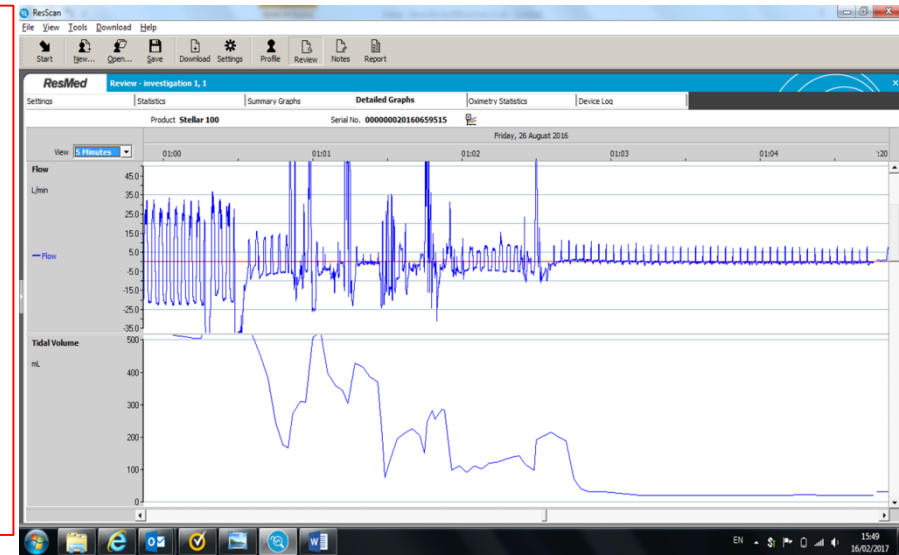 ResScan
File View Tools Download Help
Start New... Open... Save Download Settings Profile Review Notes Report
ResMed Review - investigation 1, 1
Settings Statistics Summary Graphs Detailed Graphs Oximetry Statistics Device Log
Product Stellar 100 Serial No. 000000020160659515
Friday, 26 August 2016
View 5 Minutes 01:00 01:01 01:02 01:03 01:04 :20
Flow
L/min
45.0
35.0
25.0
15.0
5.0
-5.0
-15.0
-25.0
-35.0
Flow
Tidal Volume
mL
500
400
300
200
100
0
EN 15:49
16/02/2017